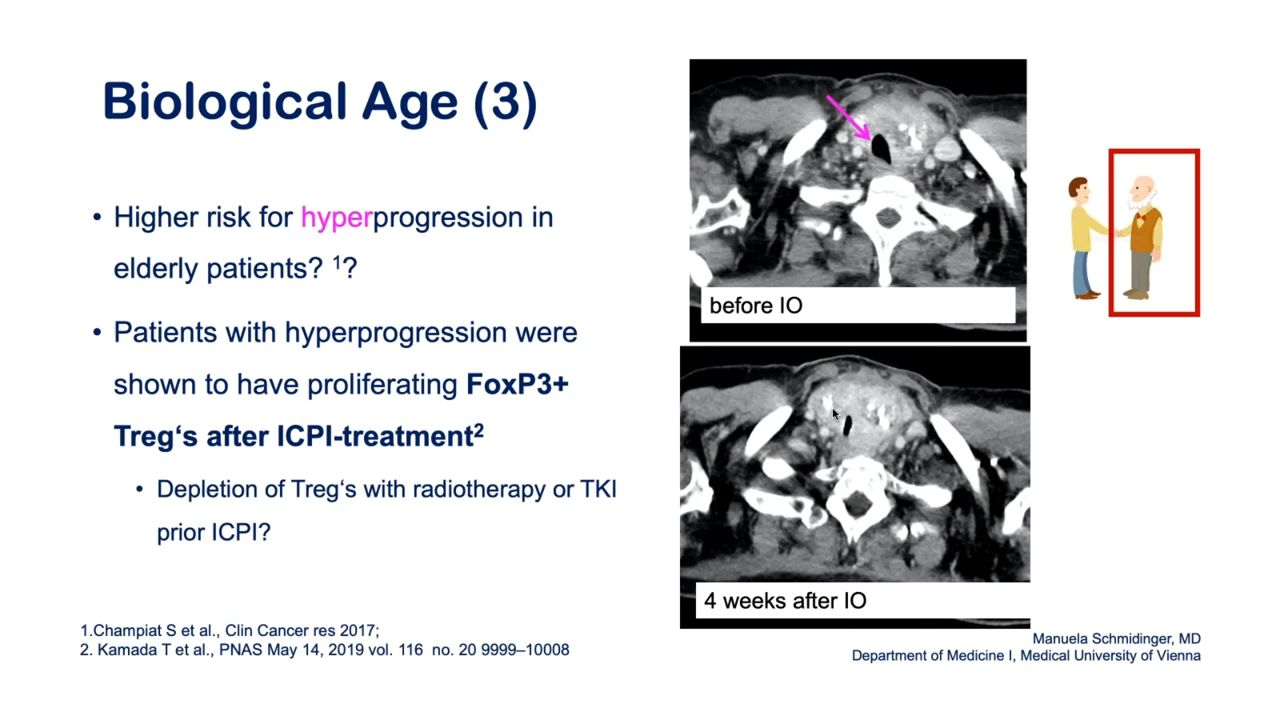 Biological Age (3)
• Higher risk for hyperprogression in
elderly patients? ¹?
• Patients with hyperprogression were
shown to have proliferating FoxP3+
Treg‘s after ICPI-treatment²
• Depletion of Treg‘s with radiotherapy or TKI
prior ICPI?
before IO
4 weeks after IO
1.Champiat S et al., Clin Cancer res 2017;
2. Kamada T et al., PNAS May 14, 2019 vol. 116 no. 20 9999–10008
Manuela Schmidinger, MD
Department of Medicine I, Medical University of Vienna